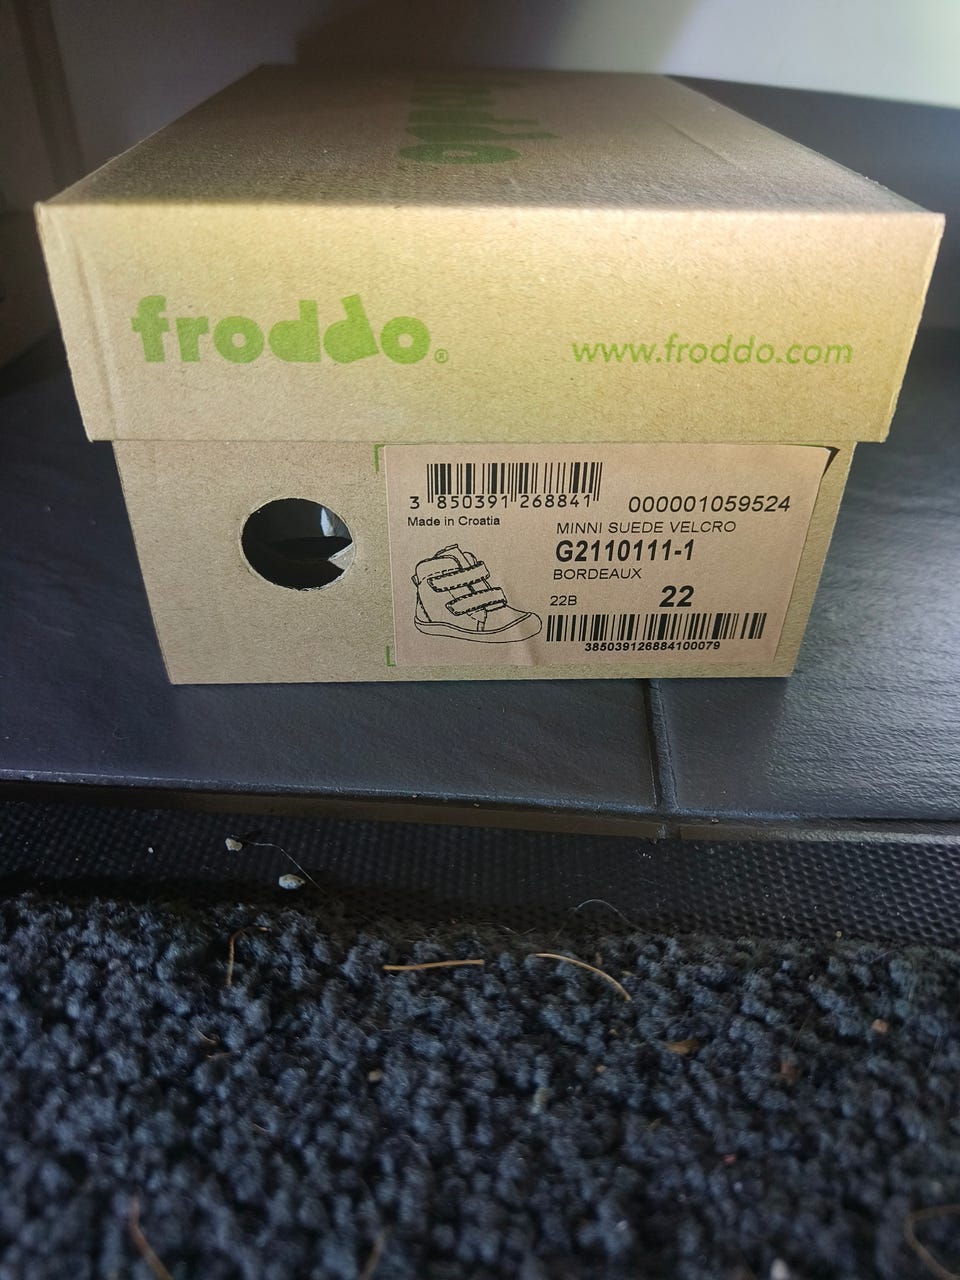 froddo
froddo®
www.froddo.com
3 850391 268841
000001059524
Made in Croatia
MINNI SUEDE VELCRO
G2110111-1
BORDEAUX
22B
22
385039126884100079